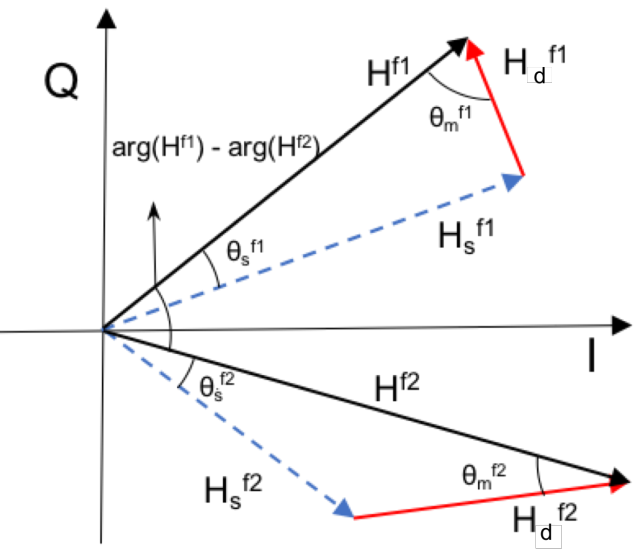 Q
H^f1
H_d^f1
θ_m^f1
arg(H^f1) - arg(H^f2)
θ_s^f1
H_s^f1
I
θ_s^f2
H^f2
H_s^f2
θ_m^f2
H_d^f2